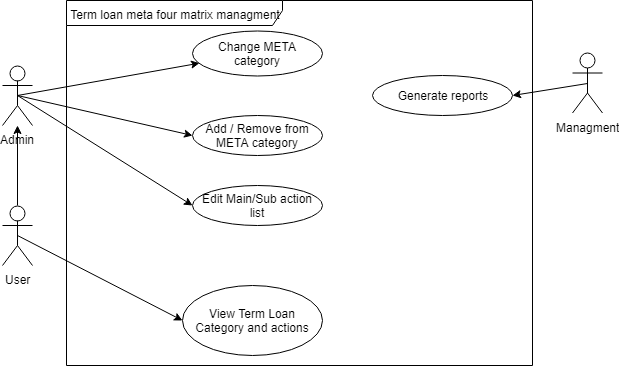 Term loan meta four matrix managment
Change META
category
Generate reports
Managment
Admin
Add / Remove from
META category
Edit Main/Sub action
list
User
View Term Loan
Category and actions